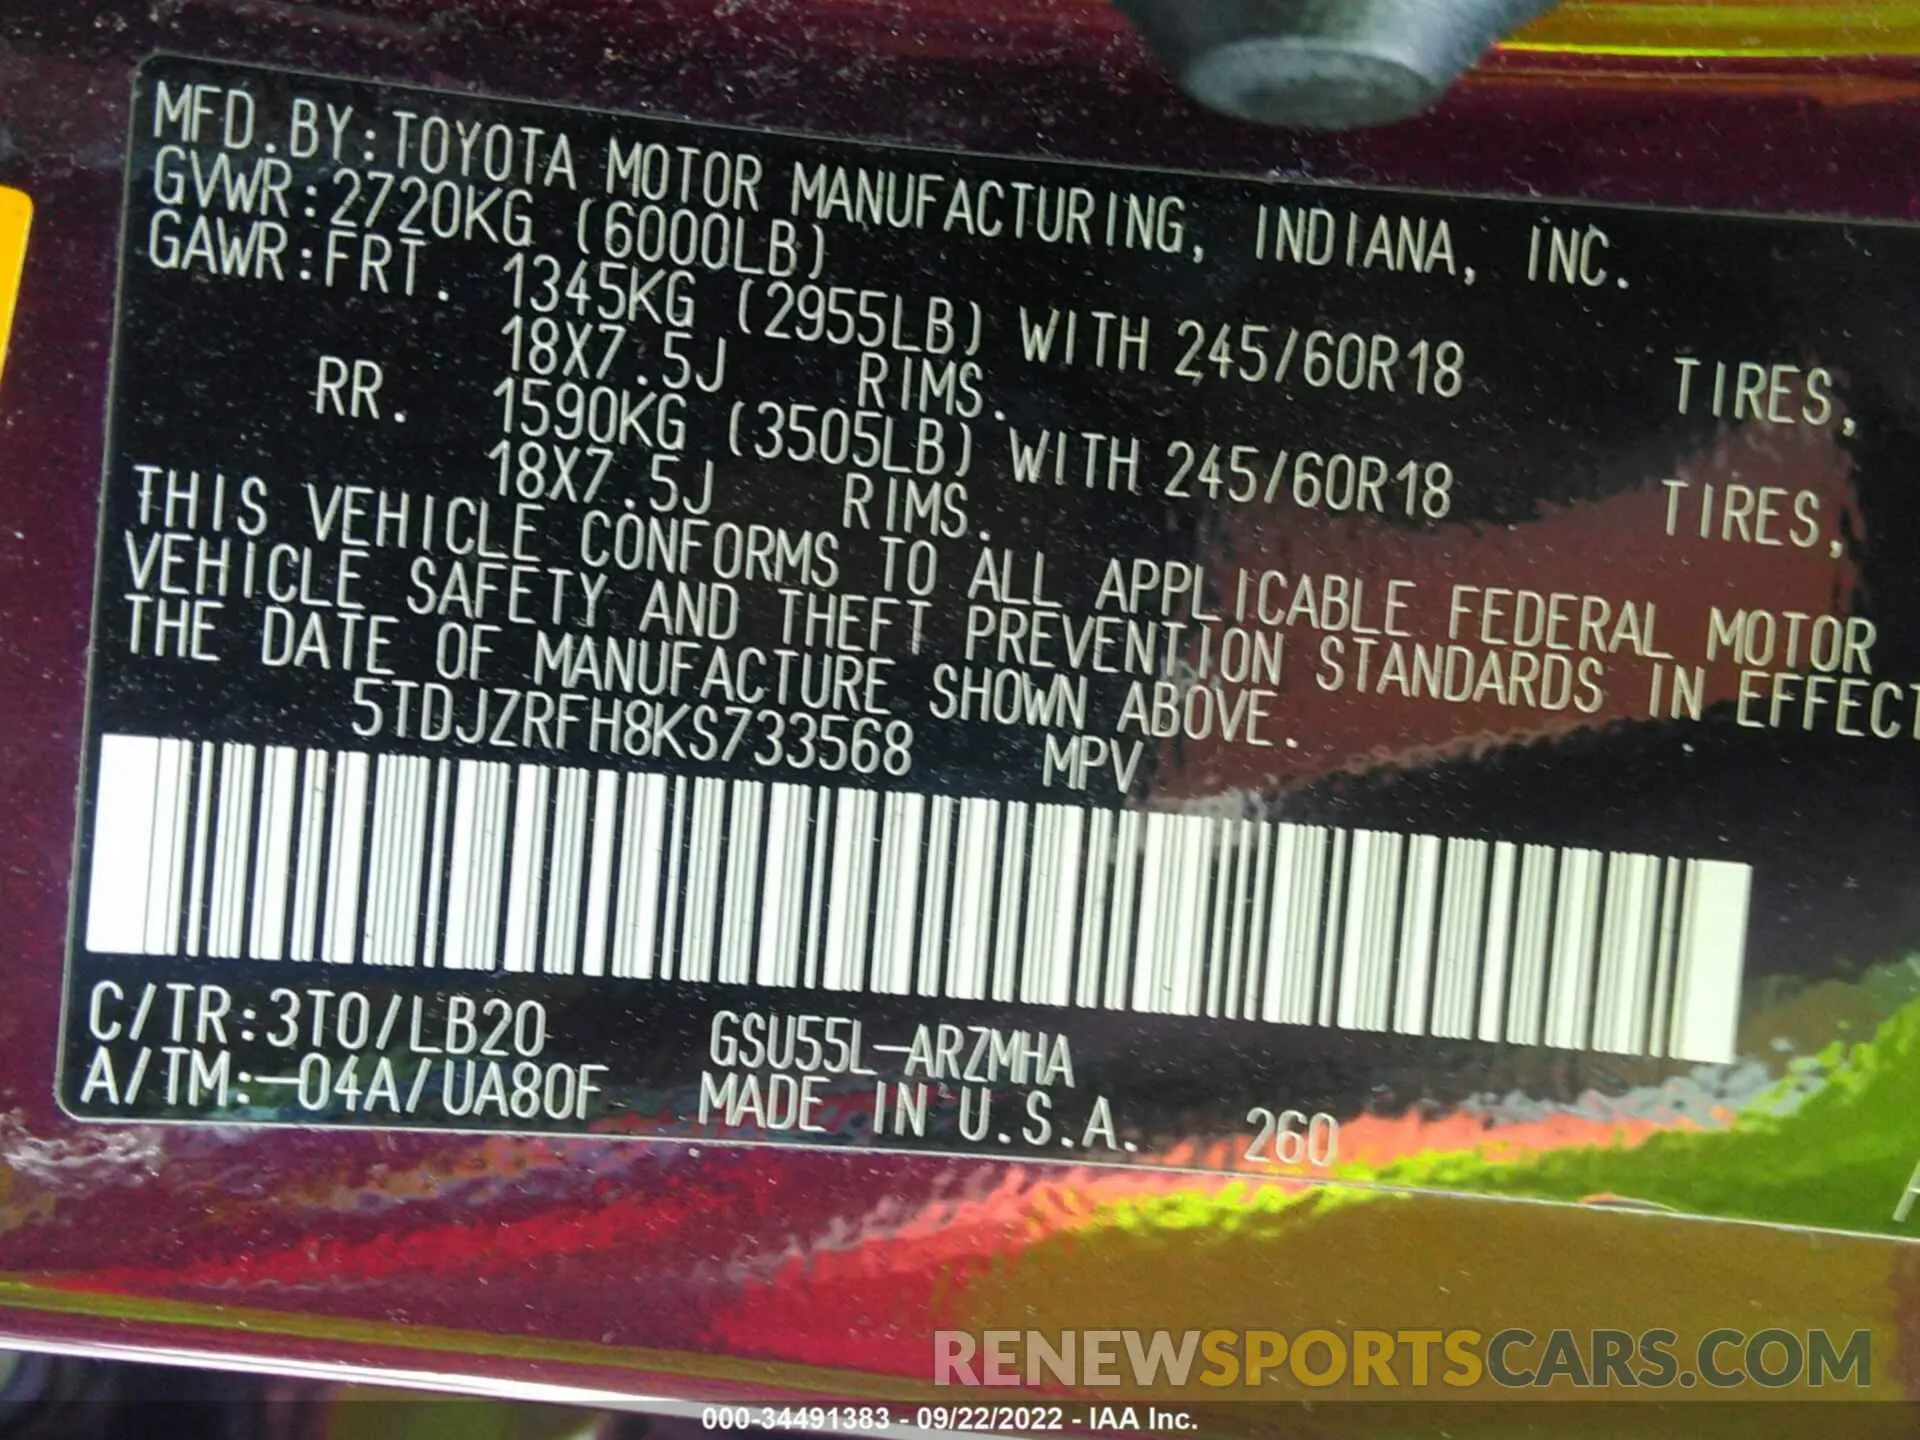 MFD.BY:TOYOTA MOTOR MANUFACTURING, INDIANA, INC.
GVWR:2720KG (6000LB)
GAWR:FRT. 1345KG (2955LB) WITH 245/60R18 TIRES,
18X7.5J RIMS.
RR. 1590KG (3505LB) WITH 245/60R18 TIRES,
18X7.5J RIMS.
THIS VEHICLE CONFORMS TO ALL APPLICABLE FEDERAL MOTOR
VEHICLE SAFETY AND THEFT PREVENTION STANDARDS IN EFFECT
THE DATE OF MANUFACTURE SHOWN ABOVE.
5TDJZRFH8KS733568 MPV
C/TR:3T0/LB20 GSU55L-ARZMHA
A/TM:-04A/UA80F MADE IN U.S.A. 260
RENEWSPORTSCARS.COM
000-34491383 - 09/22/2022 - IAA Inc.